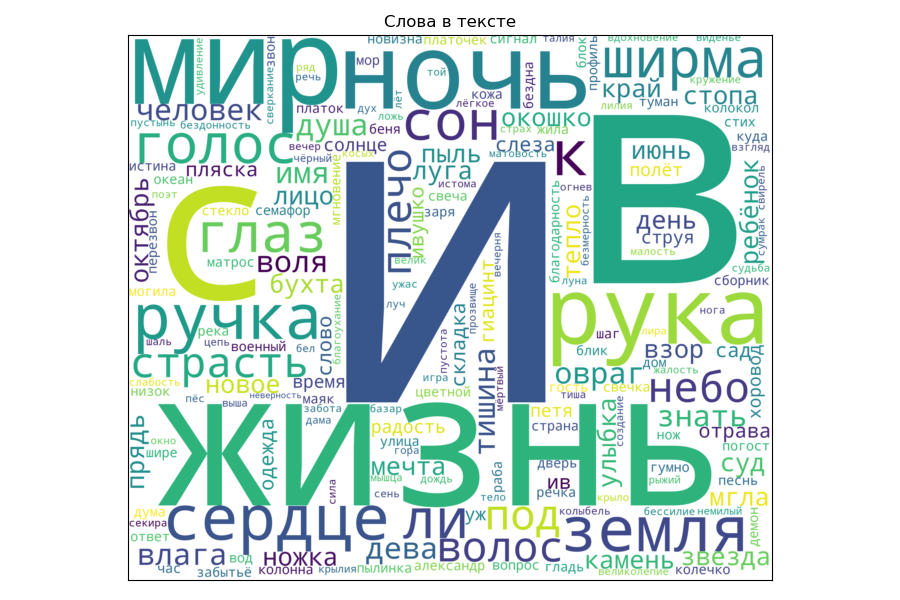 Слова в тексте
мир
ночь
ширма
новизна
платочек
сигнал
талия
вдохновение
виденье
удивление
сверканиезвон
ряд
речь
мор
кожа
бездна
блок
профиль
край
стопа
той
кружение
человек
платок
дух
лёт
лёгкое
окошко
лилия
туман
колокол
пустынь
бездонность
душа
беня
ложь
сон
страх
жила
стих
голос
вечер
солнце
слеза
В
куда
истина
чёрный
косых
пыль
матовость
к
июнь
взгляд
пляска
имя
луга
океан
мгновение
свеча
истома
огнев
полёт
ребёнок
свирель
октябрь
поэт
лицо
плечо
ивушко
И
с
стекло
семафор
заря
день
сумрак
перезвон
глаз
вечерня
благодарность
тепло
безмерность
струя
матрос
воля
велик
малость
могила
бухта
ужас
гиацинт
луна
судьба
сборник
ручка
река
благоухание
луч
прозвище
рука
нога
шаль
цепь
военный
бел
слово
пустота
складка
шаг
лира
страсть
блик
взор
сад
хоровод
слабость
новое
время
игра
тишина
мёртвый
овраг
дом
жалость
низок
пёс
выша
неверность
маяк
цветной
гость
свечка
небо
жизнь
забота
базар
тиша
петя
улыбка
создание
нож
знать
дама
радость
страна
отрава
прядь
окно
шире
одежда
улица
гора
мечта
дверь
погост
гумно
суд
мышца
дождь
раба
ив
речка
рыжий
песнь
сила
сень
тело
крыло
мгла
дума
секира
сердце
ли
уж
под
колыбель
бессилие
немилый
демон
ответ
земля
влага
вод
ножка
дева
волос
камень
звезда
час
забытьё
колонна
крылия
пылинка
александр
вопрос
гладь
великолепие
колечко